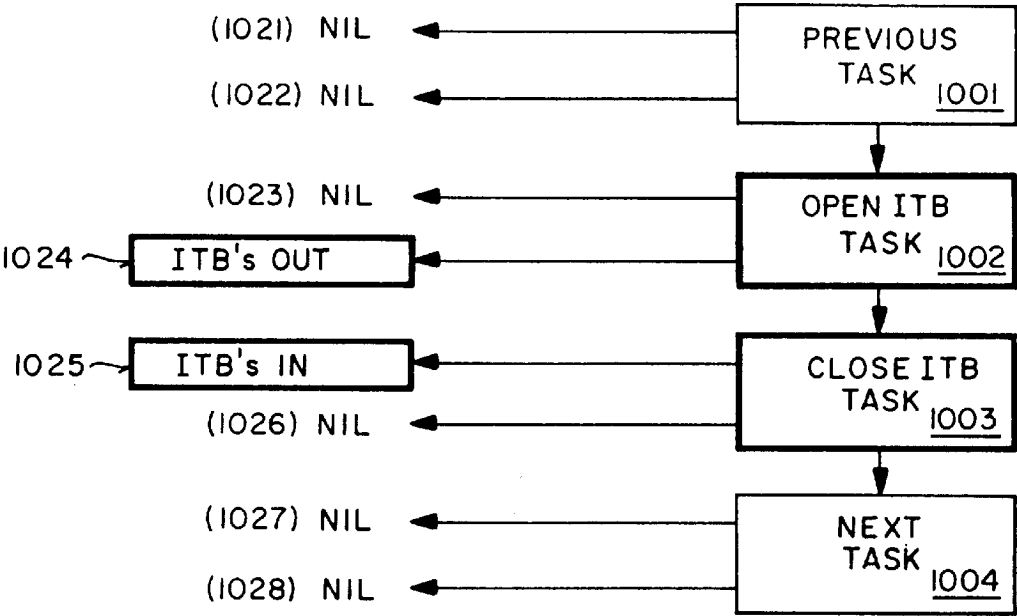 (1021) NIL
PREVIOUS
TASK
1001
(1022) NIL
(1023) NIL
OPEN ITB
TASK
1002
1024
ITB's OUT
1025
ITB's IN
CLOSE ITB
TASK
1003
(1026) NIL
(1027) NIL
NEXT
TASK
1004
(1028) NIL